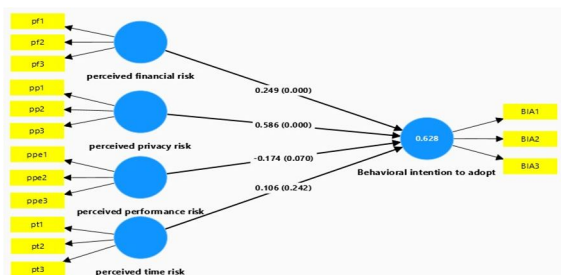 pf1
pf2
pf3
perceived financial risk
pp1
pp2
pp3
perceived privacy risk
ppe1
ppe2
ppe3
perceived performance risk
pt1
pt2
pt3
perceived time risk
0.249 (0.000)
0.586 (0.000)
-0.174 (0.070)
0.106 (0.242)
0.628
Behavioral intention to adopt
BIA1
BIA2
BIA3